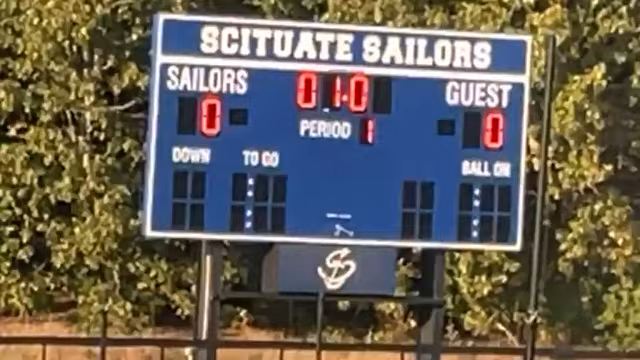 SCITUATE SAILORS
SAILORS 01.0 GUEST
0 PERIOD 1 0
DOWN TO GO BALL ON
S